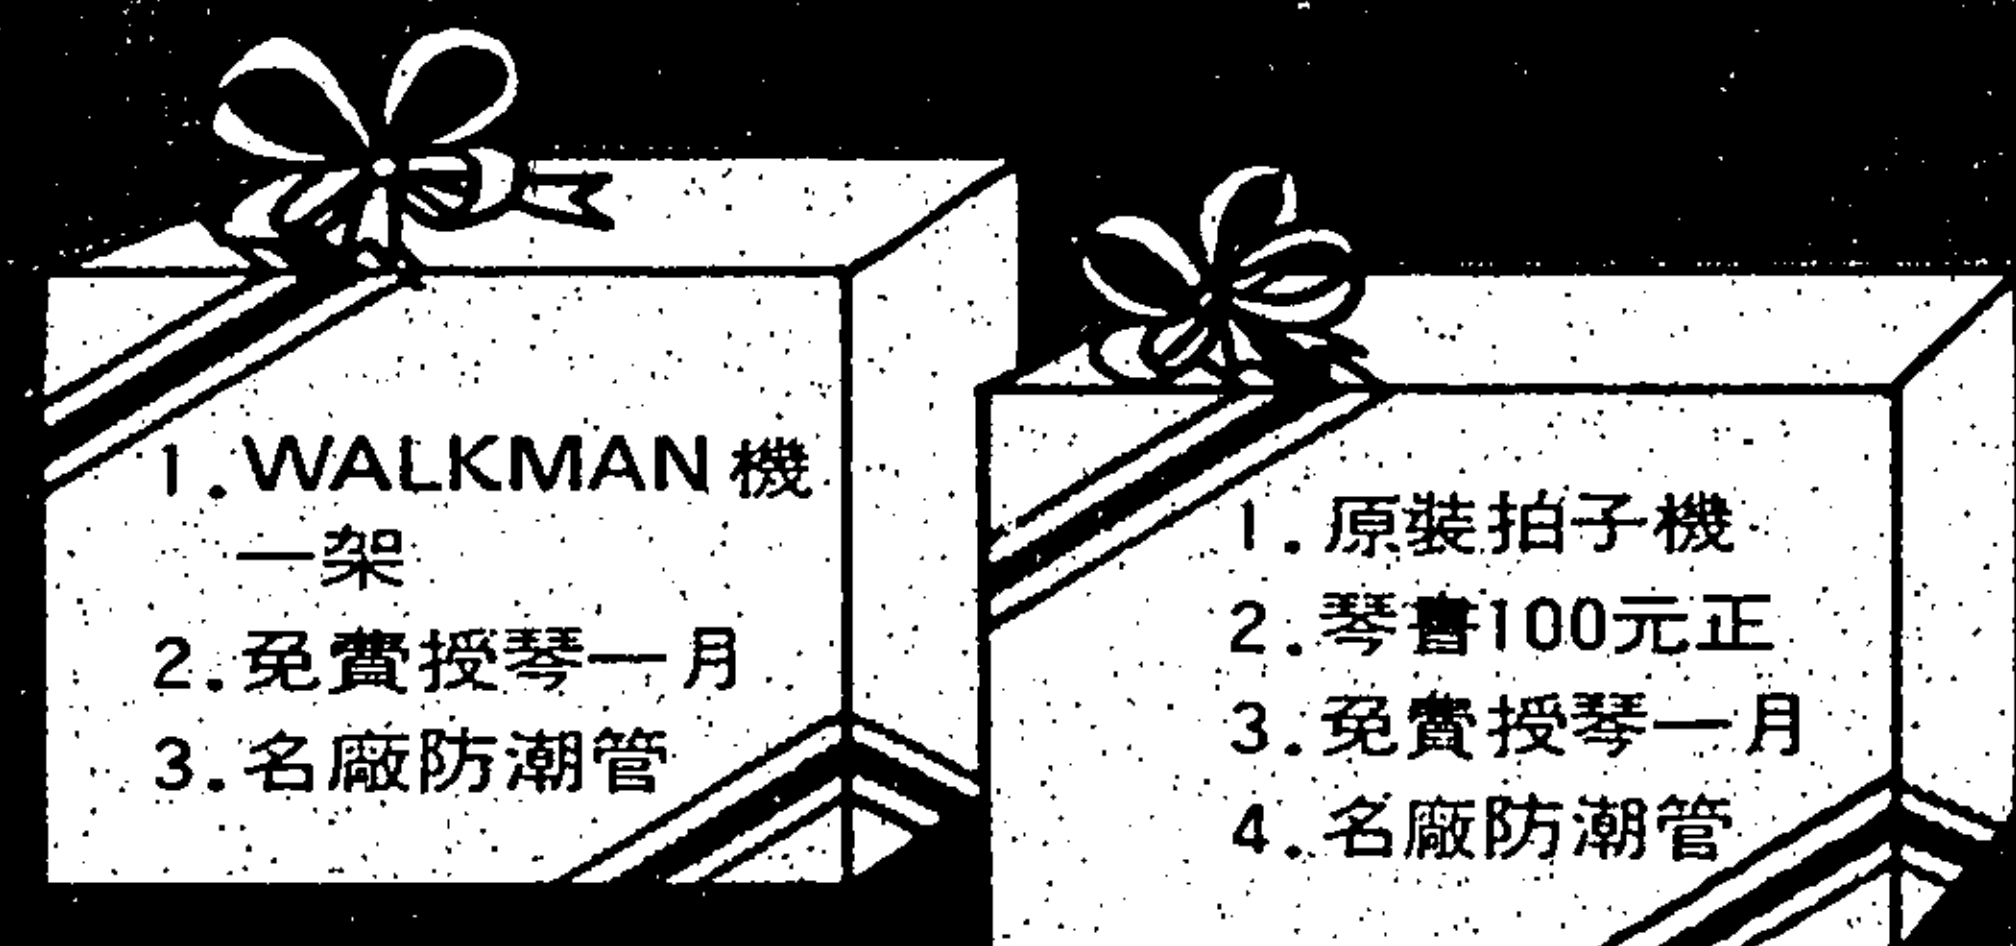 1. WALKMAN機
一架
2. 免費授琴一月
3. 名廠防潮管
1. 原裝拍子機
2. 琴書100元正
3. 免費授琴一月
4. 名廠防潮管